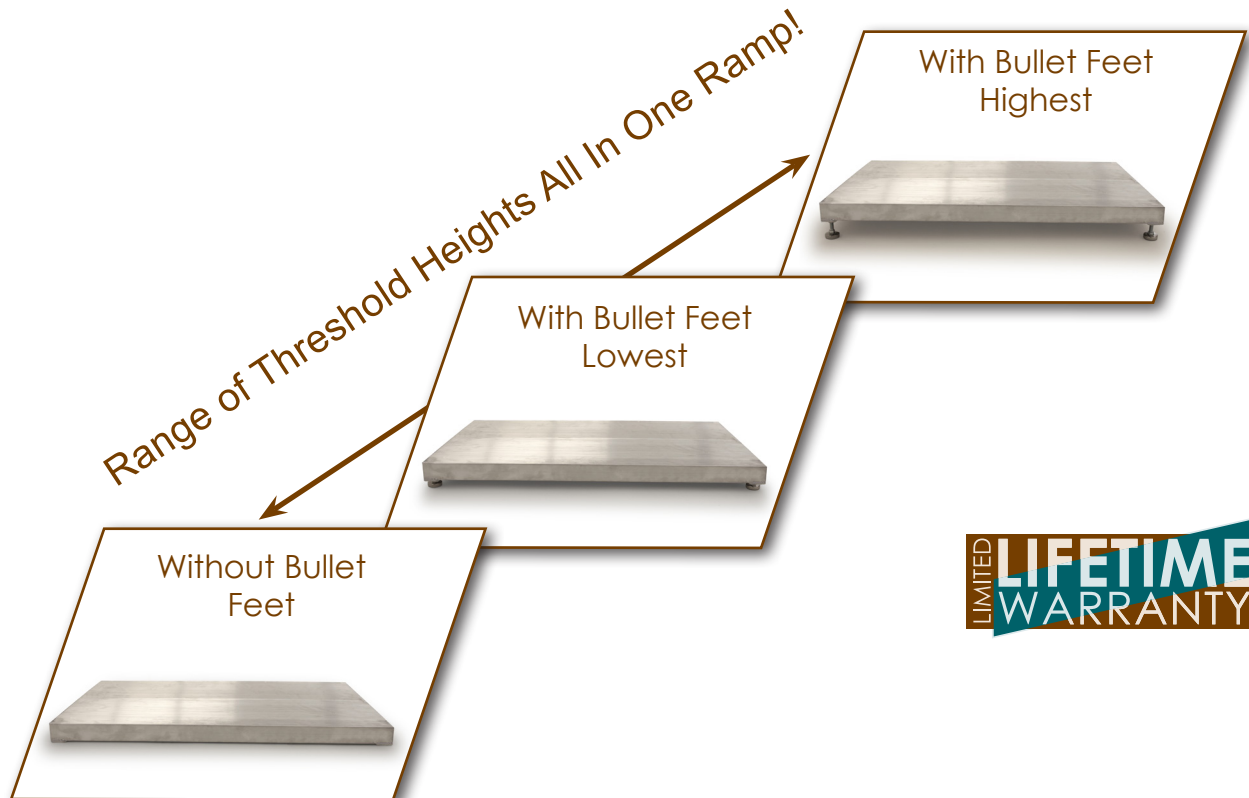 Range of Threshold Heights All In One Ramp!
With Bullet Feet
Highest
With Bullet Feet
Lowest
Without Bullet
Feet
LIMITED
LIFETIME
WARRANTY